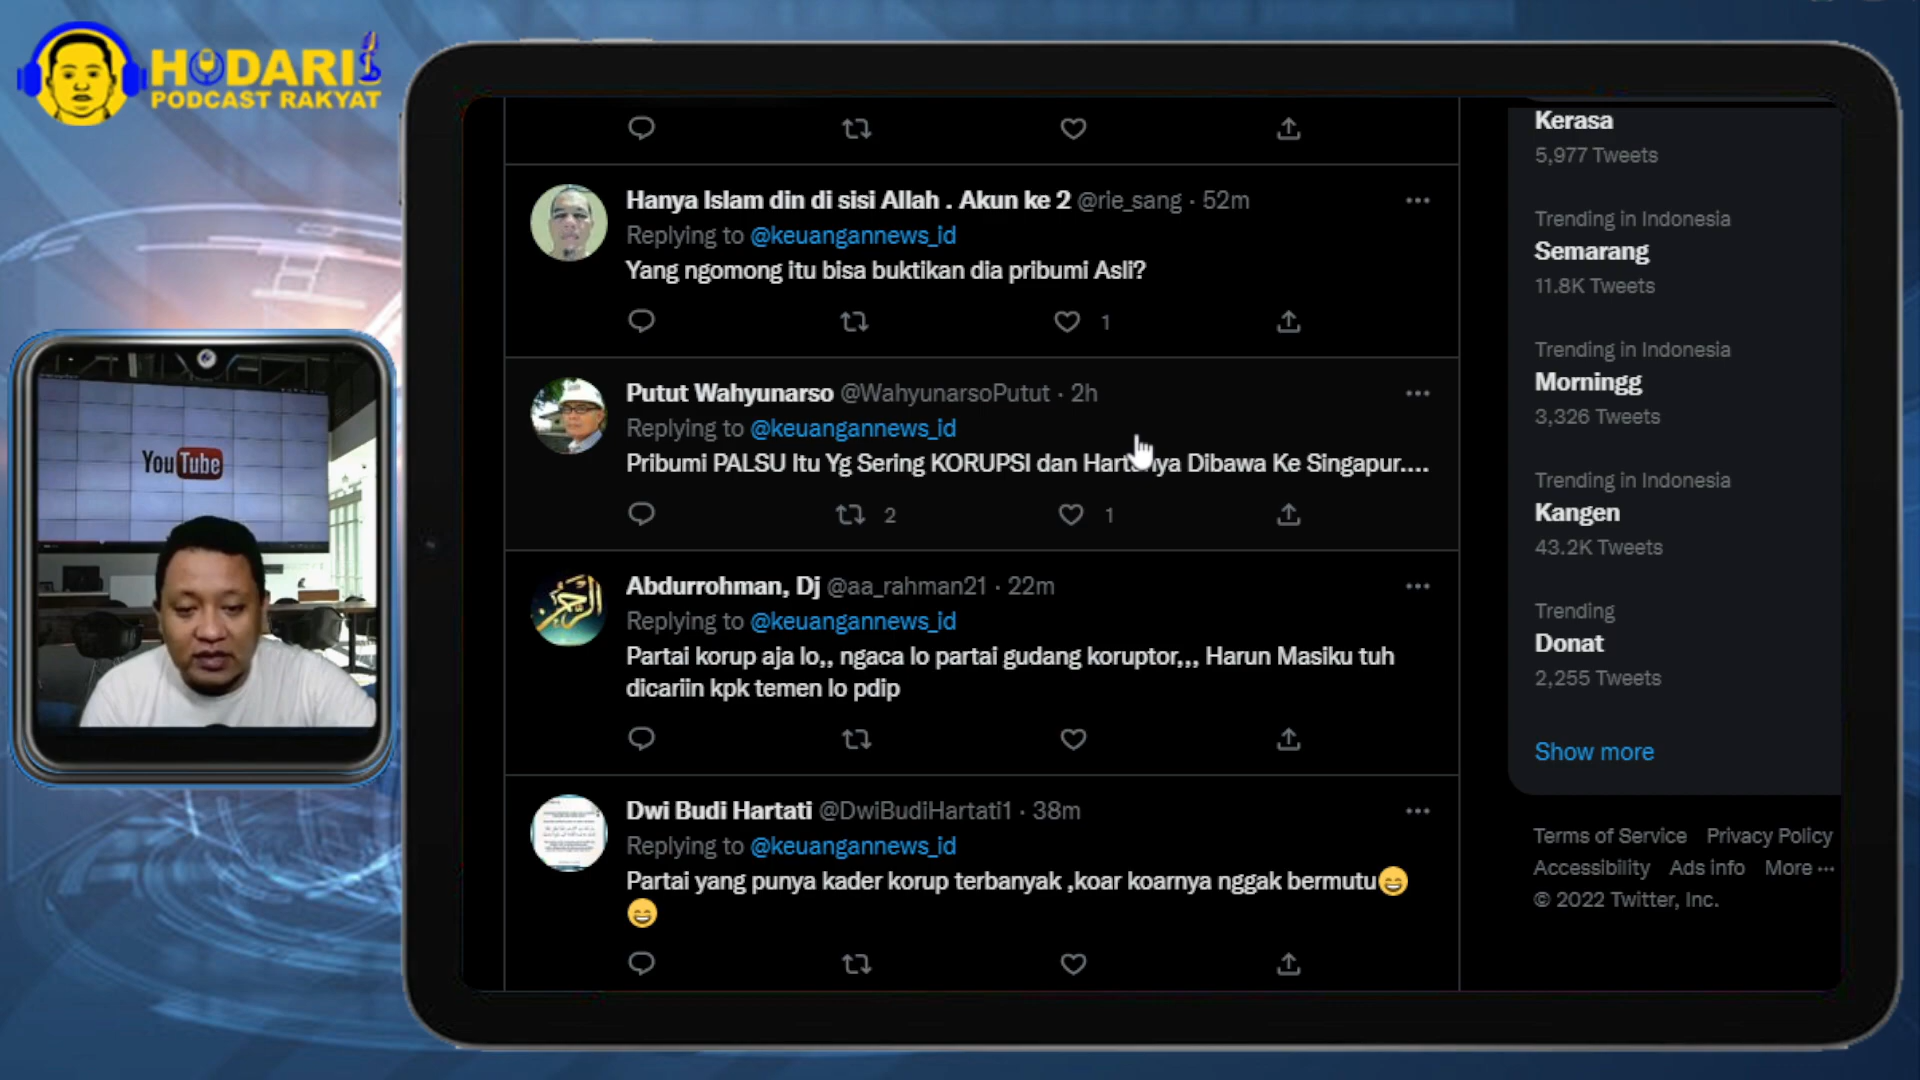 HODARI
PODCAST RAKYAT
YouTube
Hanya Islam din di sisi Allah . Akun ke 2 @rie_sang · 52m
Replying to @keuangannews_id
Yang ngomong itu bisa buktikan dia pribumi Asli?
1
Putut Wahyunarso @WahyunarsoPutut · 2h
Replying to @keuangannews_id
Pribumi PALSU Itu Yg Sering KORUPSI dan Hartanya Dibawa Ke Singapur....
2 1
Abdurrohman, Dj @aa_rahman21 · 22m
Replying to @keuangannews_id
Partai korup aja lo,, ngaca lo partai gudang koruptor,,, Harun Masiku tuh
dicariin kpk temen lo pdip
Dwi Budi Hartati @DwiBudiHartati1 · 38m
Replying to @keuangannews_id
Partai yang punya kader korup terbanyak ,koar koarnya nggak bermutu😄
😄
Kerasa
5,977 Tweets
Trending in Indonesia
Semarang
11.8K Tweets
Trending in Indonesia
Morningg
3,326 Tweets
Trending in Indonesia
Kangen
43.2K Tweets
Trending
Donat
2,255 Tweets
Show more
Terms of Service Privacy Policy
Accessibility Ads info More ···
© 2022 Twitter, Inc.